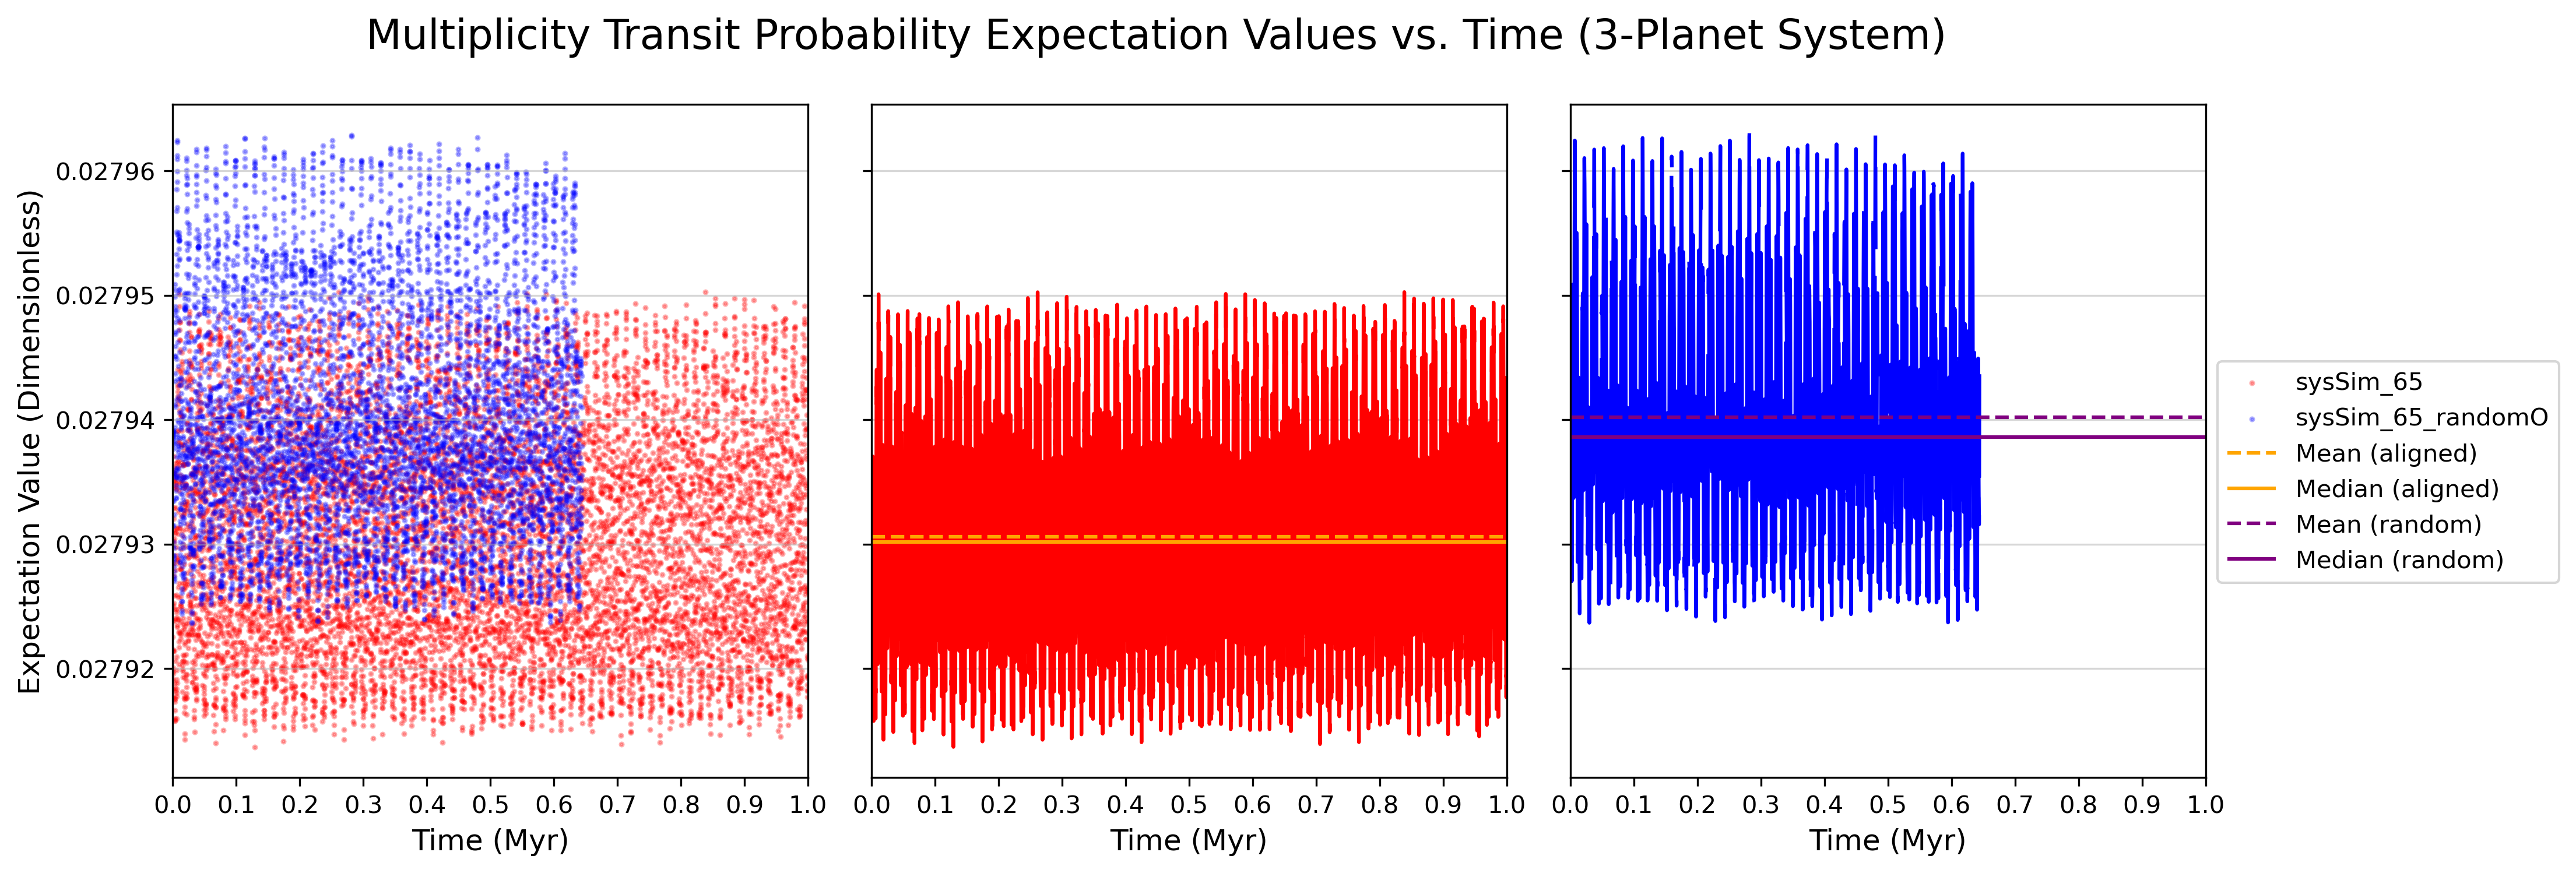 Multiplicity Transit Probability Expectation Values vs. Time (3-Planet System)
Expectation Value (Dimensionless)
0.02796
0.02795
0.02794
0.02793
0.02792
0.0 0.1 0.2 0.3 0.4 0.5 0.6 0.7 0.8 0.9 1.0
Time (Myr)
0.0 0.1 0.2 0.3 0.4 0.5 0.6 0.7 0.8 0.9 1.0
Time (Myr)
0.0 0.1 0.2 0.3 0.4 0.5 0.6 0.7 0.8 0.9 1.0
Time (Myr)
sysSim_65
sysSim_65_randomO
Mean (aligned)
Median (aligned)
Mean (random)
Median (random)